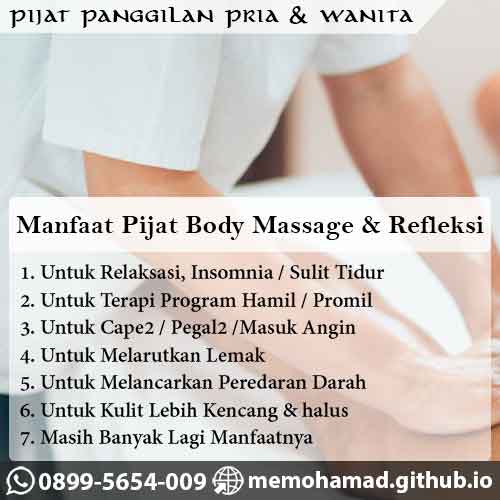 Pijat Panggilan Pria & Wanita
Manfaat Pijat Body Massage & Refleksi
1. Untuk Relaksasi, Insomnia / Sulit Tidur
2. Untuk Terapi Program Hamil / Promil
3. Untuk Cape2 / Pegal2 /Masuk Angin
4. Untuk Melarutkan Lemak
5. Untuk Melancarkan Peredaran Darah
6. Untuk Kulit Lebih Kencang & halus
7. Masih Banyak Lagi Manfaatnya
0899-5654-009 memohamad.github.io